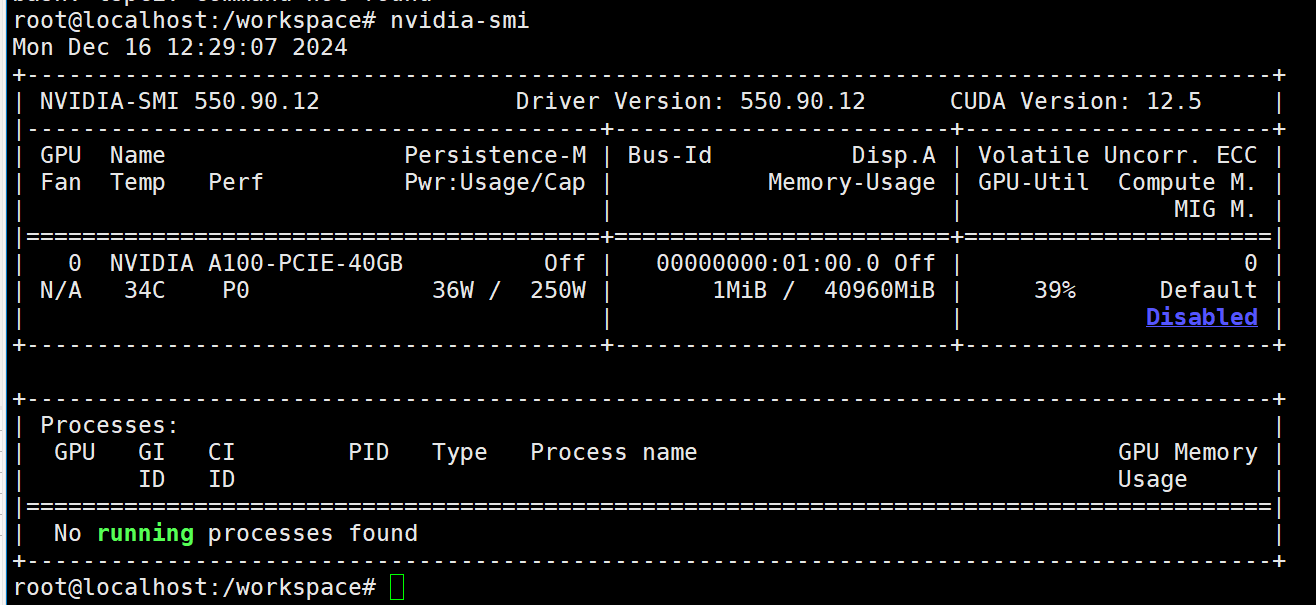 root@localhost:/workspace# nvidia-smi
Mon Dec 16 12:29:07 2024
+-----------------------------------------------------------------------------------------+
| NVIDIA-SMI 550.90.12              Driver Version: 550.90.12      CUDA Version: 12.5     |
|-----------------------------------------+------------------------+----------------------+
| GPU  Name                 Persistence-M | Bus-Id          Disp.A | Volatile Uncorr. ECC |
| Fan  Temp   Perf          Pwr:Usage/Cap |           Memory-Usage | GPU-Util  Compute M. |
|                                         |                        |               MIG M. |
|=========================================+========================+======================|
|   0  NVIDIA A100-PCIE-40GB          Off |   00000000:01:00.0 Off |                    0 |
| N/A   34C    P0             36W /  250W |       1MiB /  40960MiB |     39%      Default |
|                                         |                        |             Disabled |
+-----------------------------------------+------------------------+----------------------+
+-----------------------------------------------------------------------------------------+
| Processes:                                                                              |
|  GPU   GI   CI        PID   Type   Process name                              GPU Memory |
|        ID   ID                                                               Usage      |
|=========================================================================================|
|  No running processes found                                                             |
+-----------------------------------------------------------------------------------------+
root@localhost:/workspace#